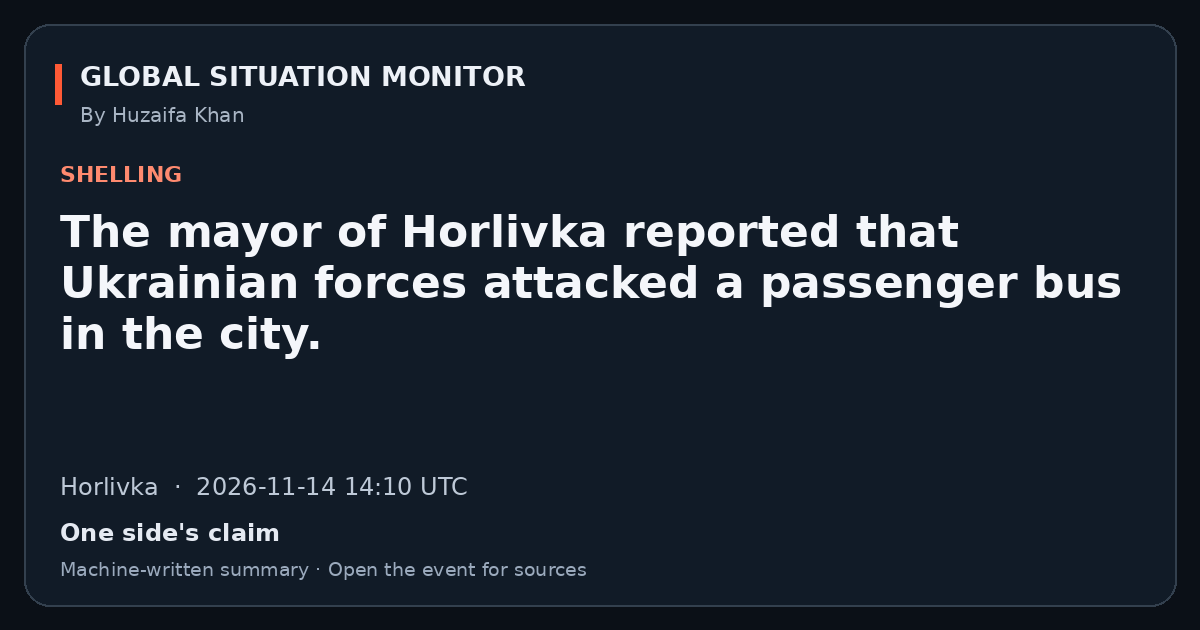 GLOBAL SITUATION MONITOR
By Huzaifa Khan
SHELLING
The mayor of Horlivka reported that
Ukrainian forces attacked a passenger bus
in the city.
Horlivka · 2026-11-14 14:10 UTC
One side's claim
Machine-written summary · Open the event for sources